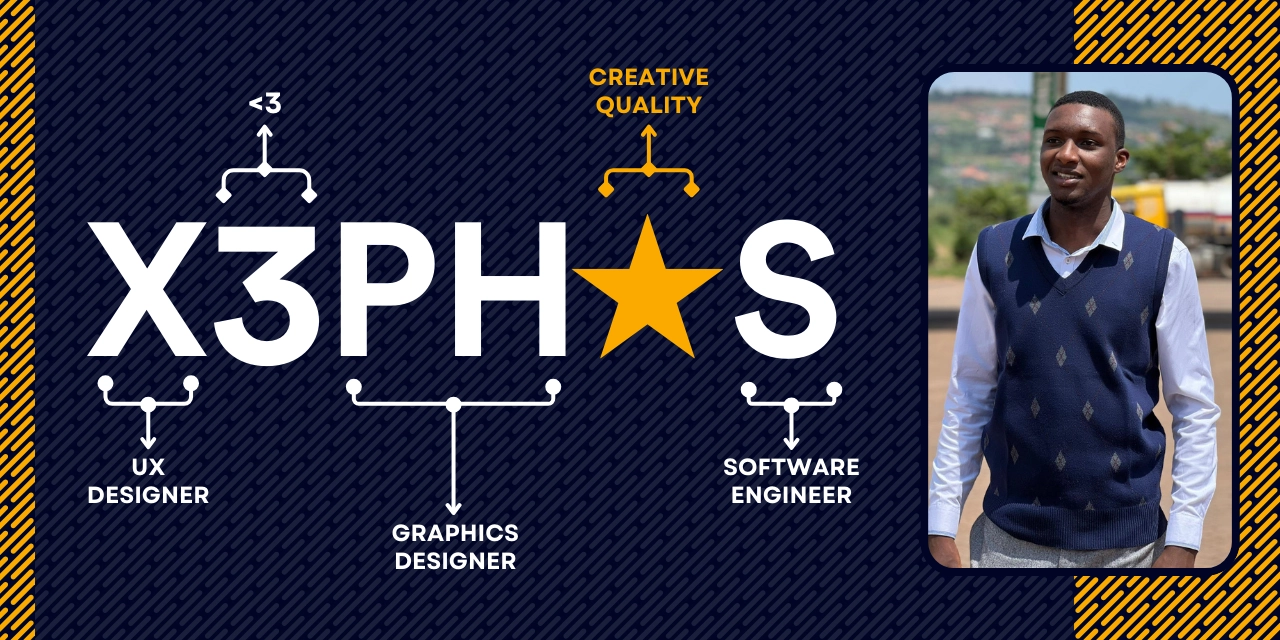 <3
CREATIVE
QUALITY
X3PH★S
UX
DESIGNER
GRAPHICS
DESIGNER
SOFTWARE
ENGINEER